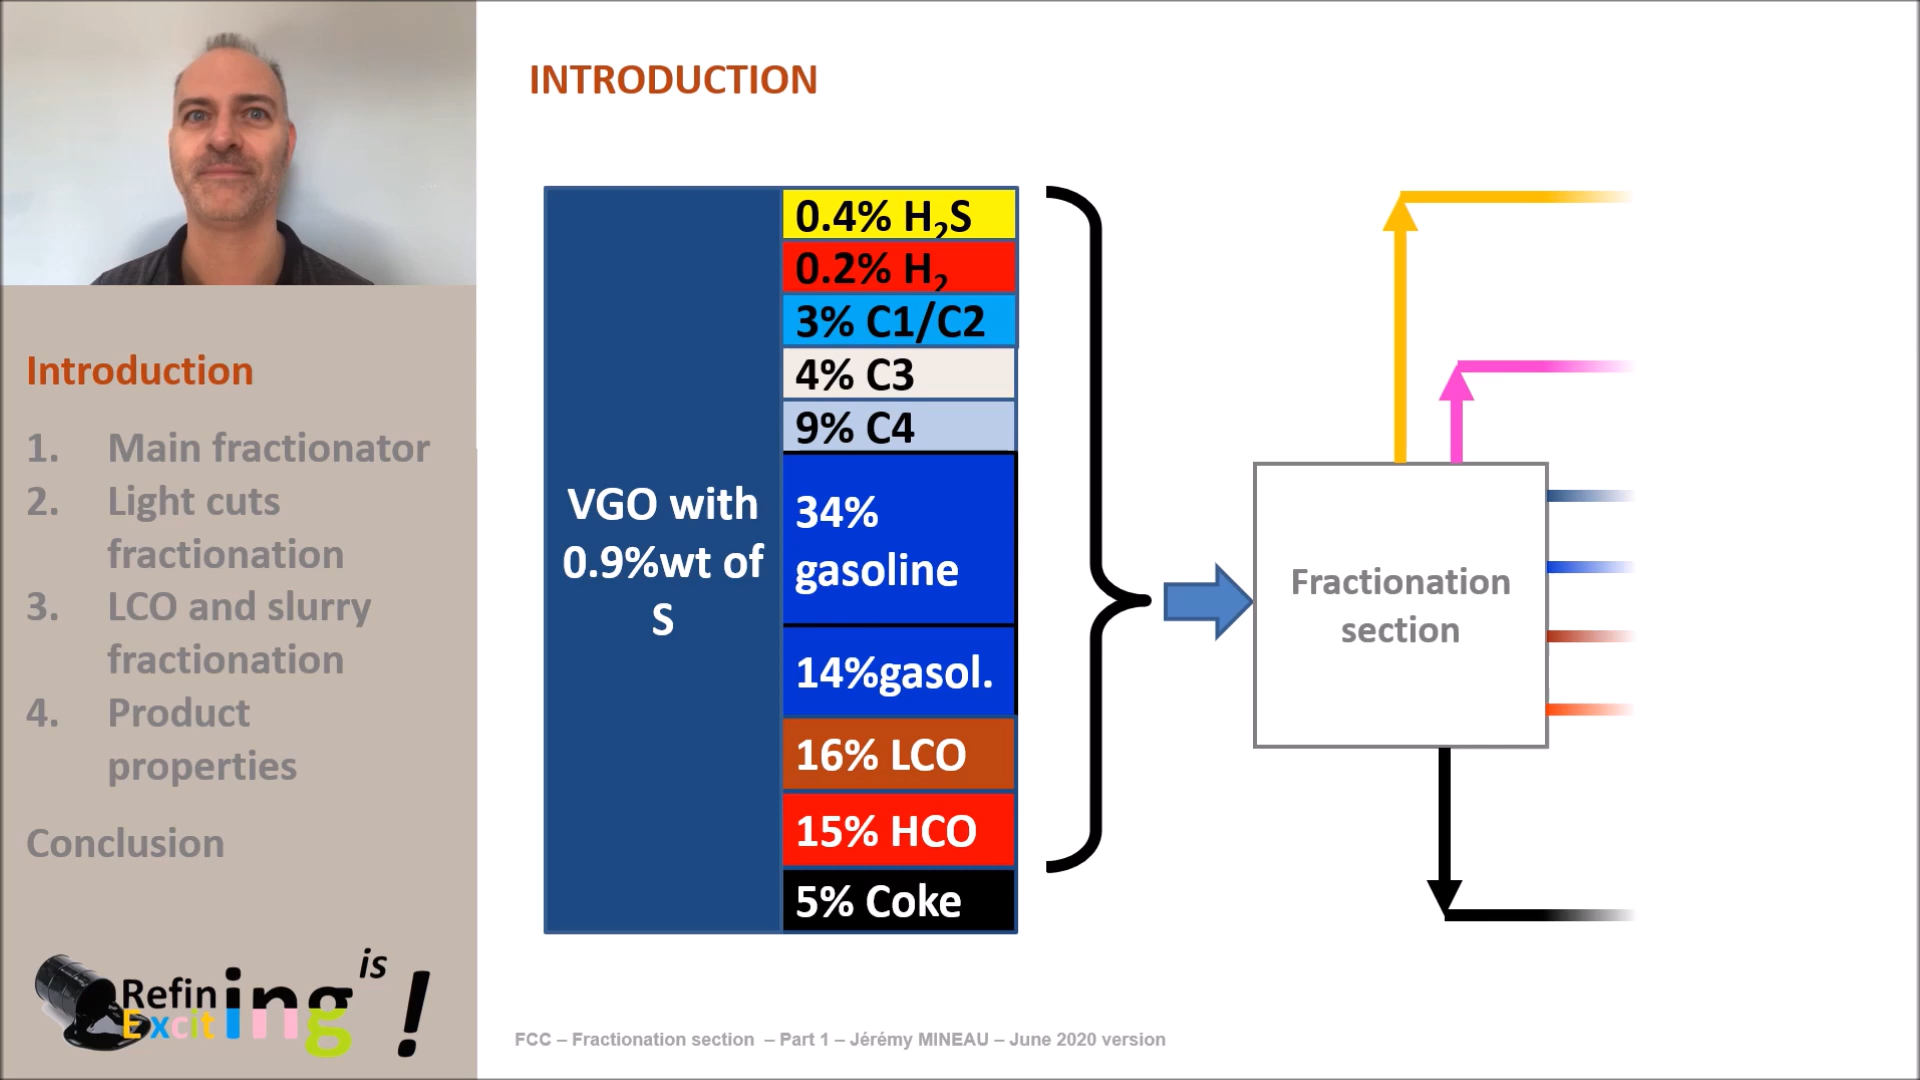 INTRODUCTION
Introduction
1. Main fractionator
2. Light cuts
fractionation
3. LCO and slurry
fractionation
4. Product
properties
Conclusion
Refining is
Exciting !
VGO with
0.9%wt of
S
0.4% H₂S
0.2% H₂
3% C1/C2
4% C3
9% C4
34%
gasoline
14%gasol.
16% LCO
15% HCO
5% Coke
Fractionation
section
FCC – Fractionation section – Part 1 – Jérémy MINEAU – June 2020 version